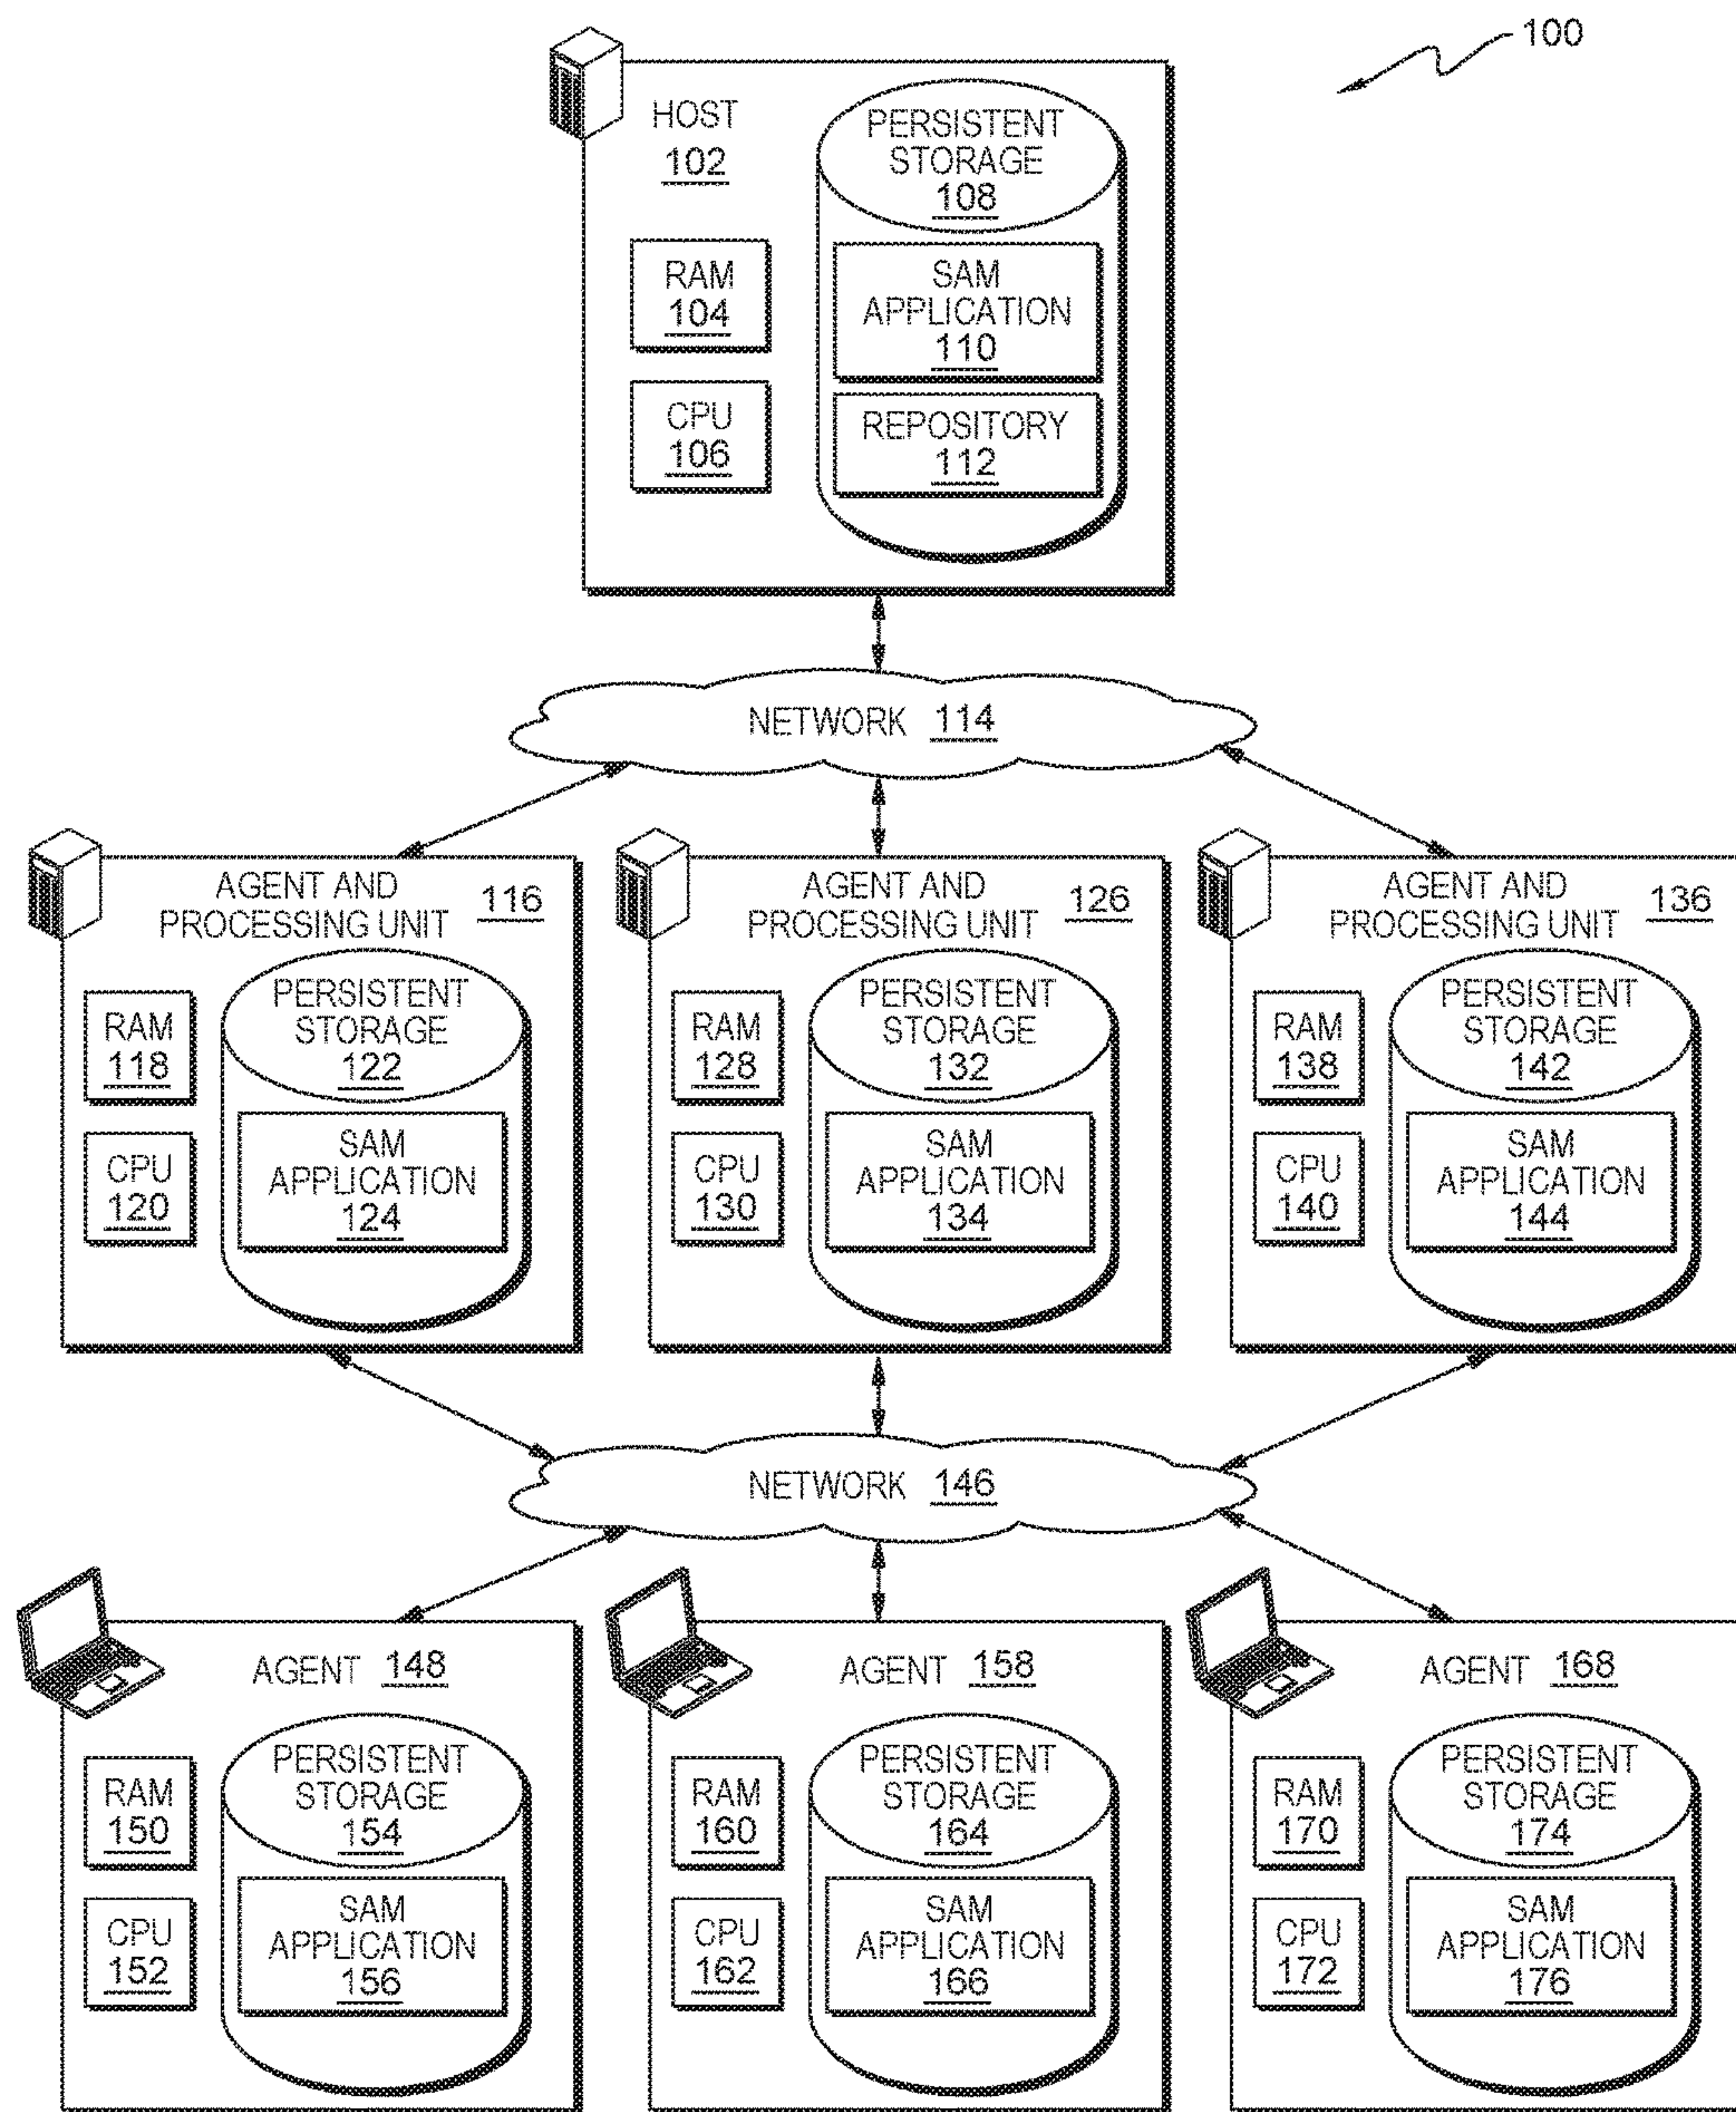 100
HOST
102
PERSISTENT
STORAGE
108
RAM
104
SAM
APPLICATION
110
CPU
106
REPOSITORY
112
NETWORK 114
AGENT AND
PROCESSING UNIT 116
PERSISTENT
STORAGE
122
RAM
118
CPU
120
SAM
APPLICATION
124
AGENT AND
PROCESSING UNIT 126
PERSISTENT
STORAGE
132
RAM
128
CPU
130
SAM
APPLICATION
134
AGENT AND
PROCESSING UNIT 136
PERSISTENT
STORAGE
142
RAM
138
CPU
140
SAM
APPLICATION
144
NETWORK 146
AGENT 148
PERSISTENT
STORAGE
154
RAM
150
CPU
152
SAM
APPLICATION
156
AGENT 158
PERSISTENT
STORAGE
164
RAM
160
CPU
162
SAM
APPLICATION
166
AGENT 168
PERSISTENT
STORAGE
174
RAM
170
CPU
172
SAM
APPLICATION
176